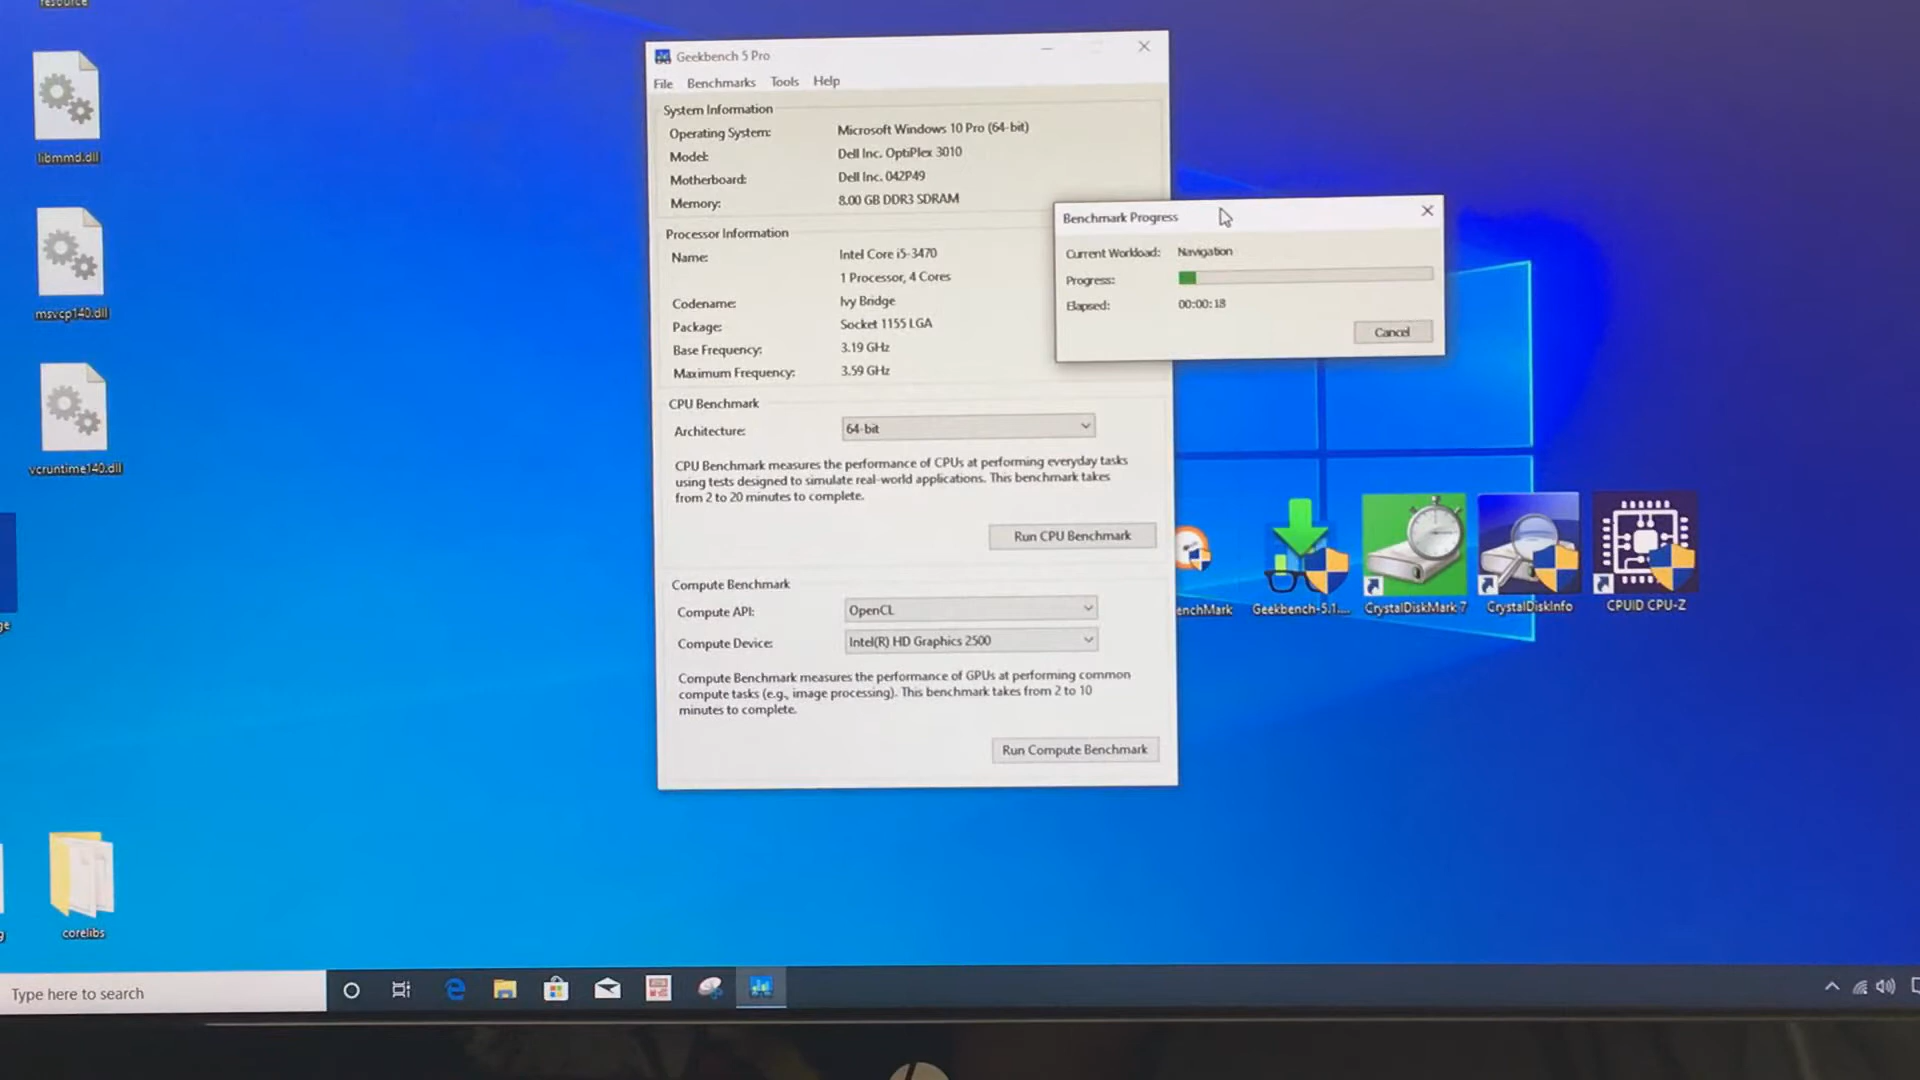 resource
libmmd.dll
msvcp140.dll
vcruntime140.dll
corelibs
Geekbench 5 Pro
File Benchmarks Tools Help
System Information
Operating System: Microsoft Windows 10 Pro (64-bit)
Model: Dell Inc. OptiPlex 3010
Motherboard: Dell Inc. 042P49
Memory: 8.00 GB DDR3 SDRAM
Processor Information
Name: Intel Core i5-3470
1 Processor, 4 Cores
Codename: Ivy Bridge
Package: Socket 1155 LGA
Base Frequency: 3.19 GHz
Maximum Frequency: 3.59 GHz
CPU Benchmark
Architecture: 64-bit
CPU Benchmark measures the performance of CPUs at performing everyday tasks
using tests designed to simulate real-world applications. This benchmark takes
from 2 to 20 minutes to complete.
Run CPU Benchmark
Compute Benchmark
Compute API: OpenCL
Compute Device: Intel(R) HD Graphics 2500
Compute Benchmark measures the performance of GPUs at performing common
compute tasks (e.g., image processing). This benchmark takes from 2 to 10
minutes to complete.
Run Compute Benchmark
Benchmark Progress
Current Workload: Navigation
Progress:
Elapsed: 00:00:18
Cancel
enchMark
Geekbench-5.1....
CrystalDiskMark 7
CrystalDiskInfo
CPUID CPU-Z
Type here to search